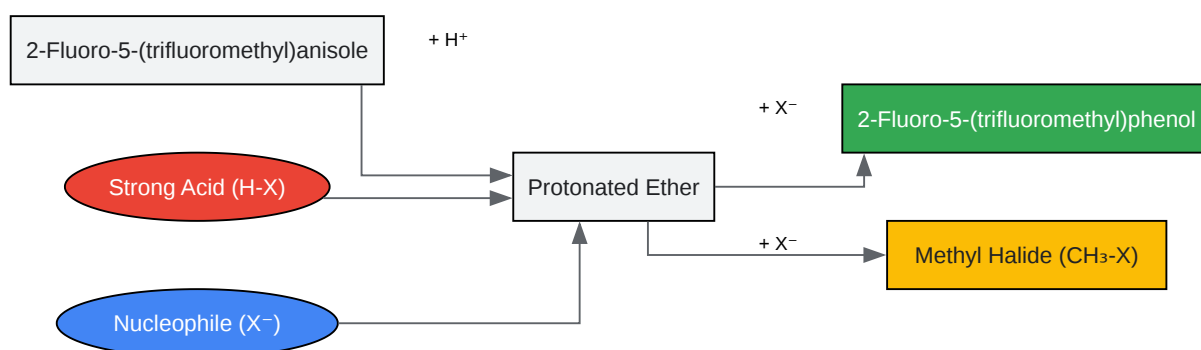 2-Fluoro-5-(trifluoromethyl)anisole
+ H⁺
+ X⁻
2-Fluoro-5-(trifluoromethyl)phenol
Strong Acid (H-X)
Protonated Ether
+ X⁻
Methyl Halide (CH₃-X)
Nucleophile (X⁻)